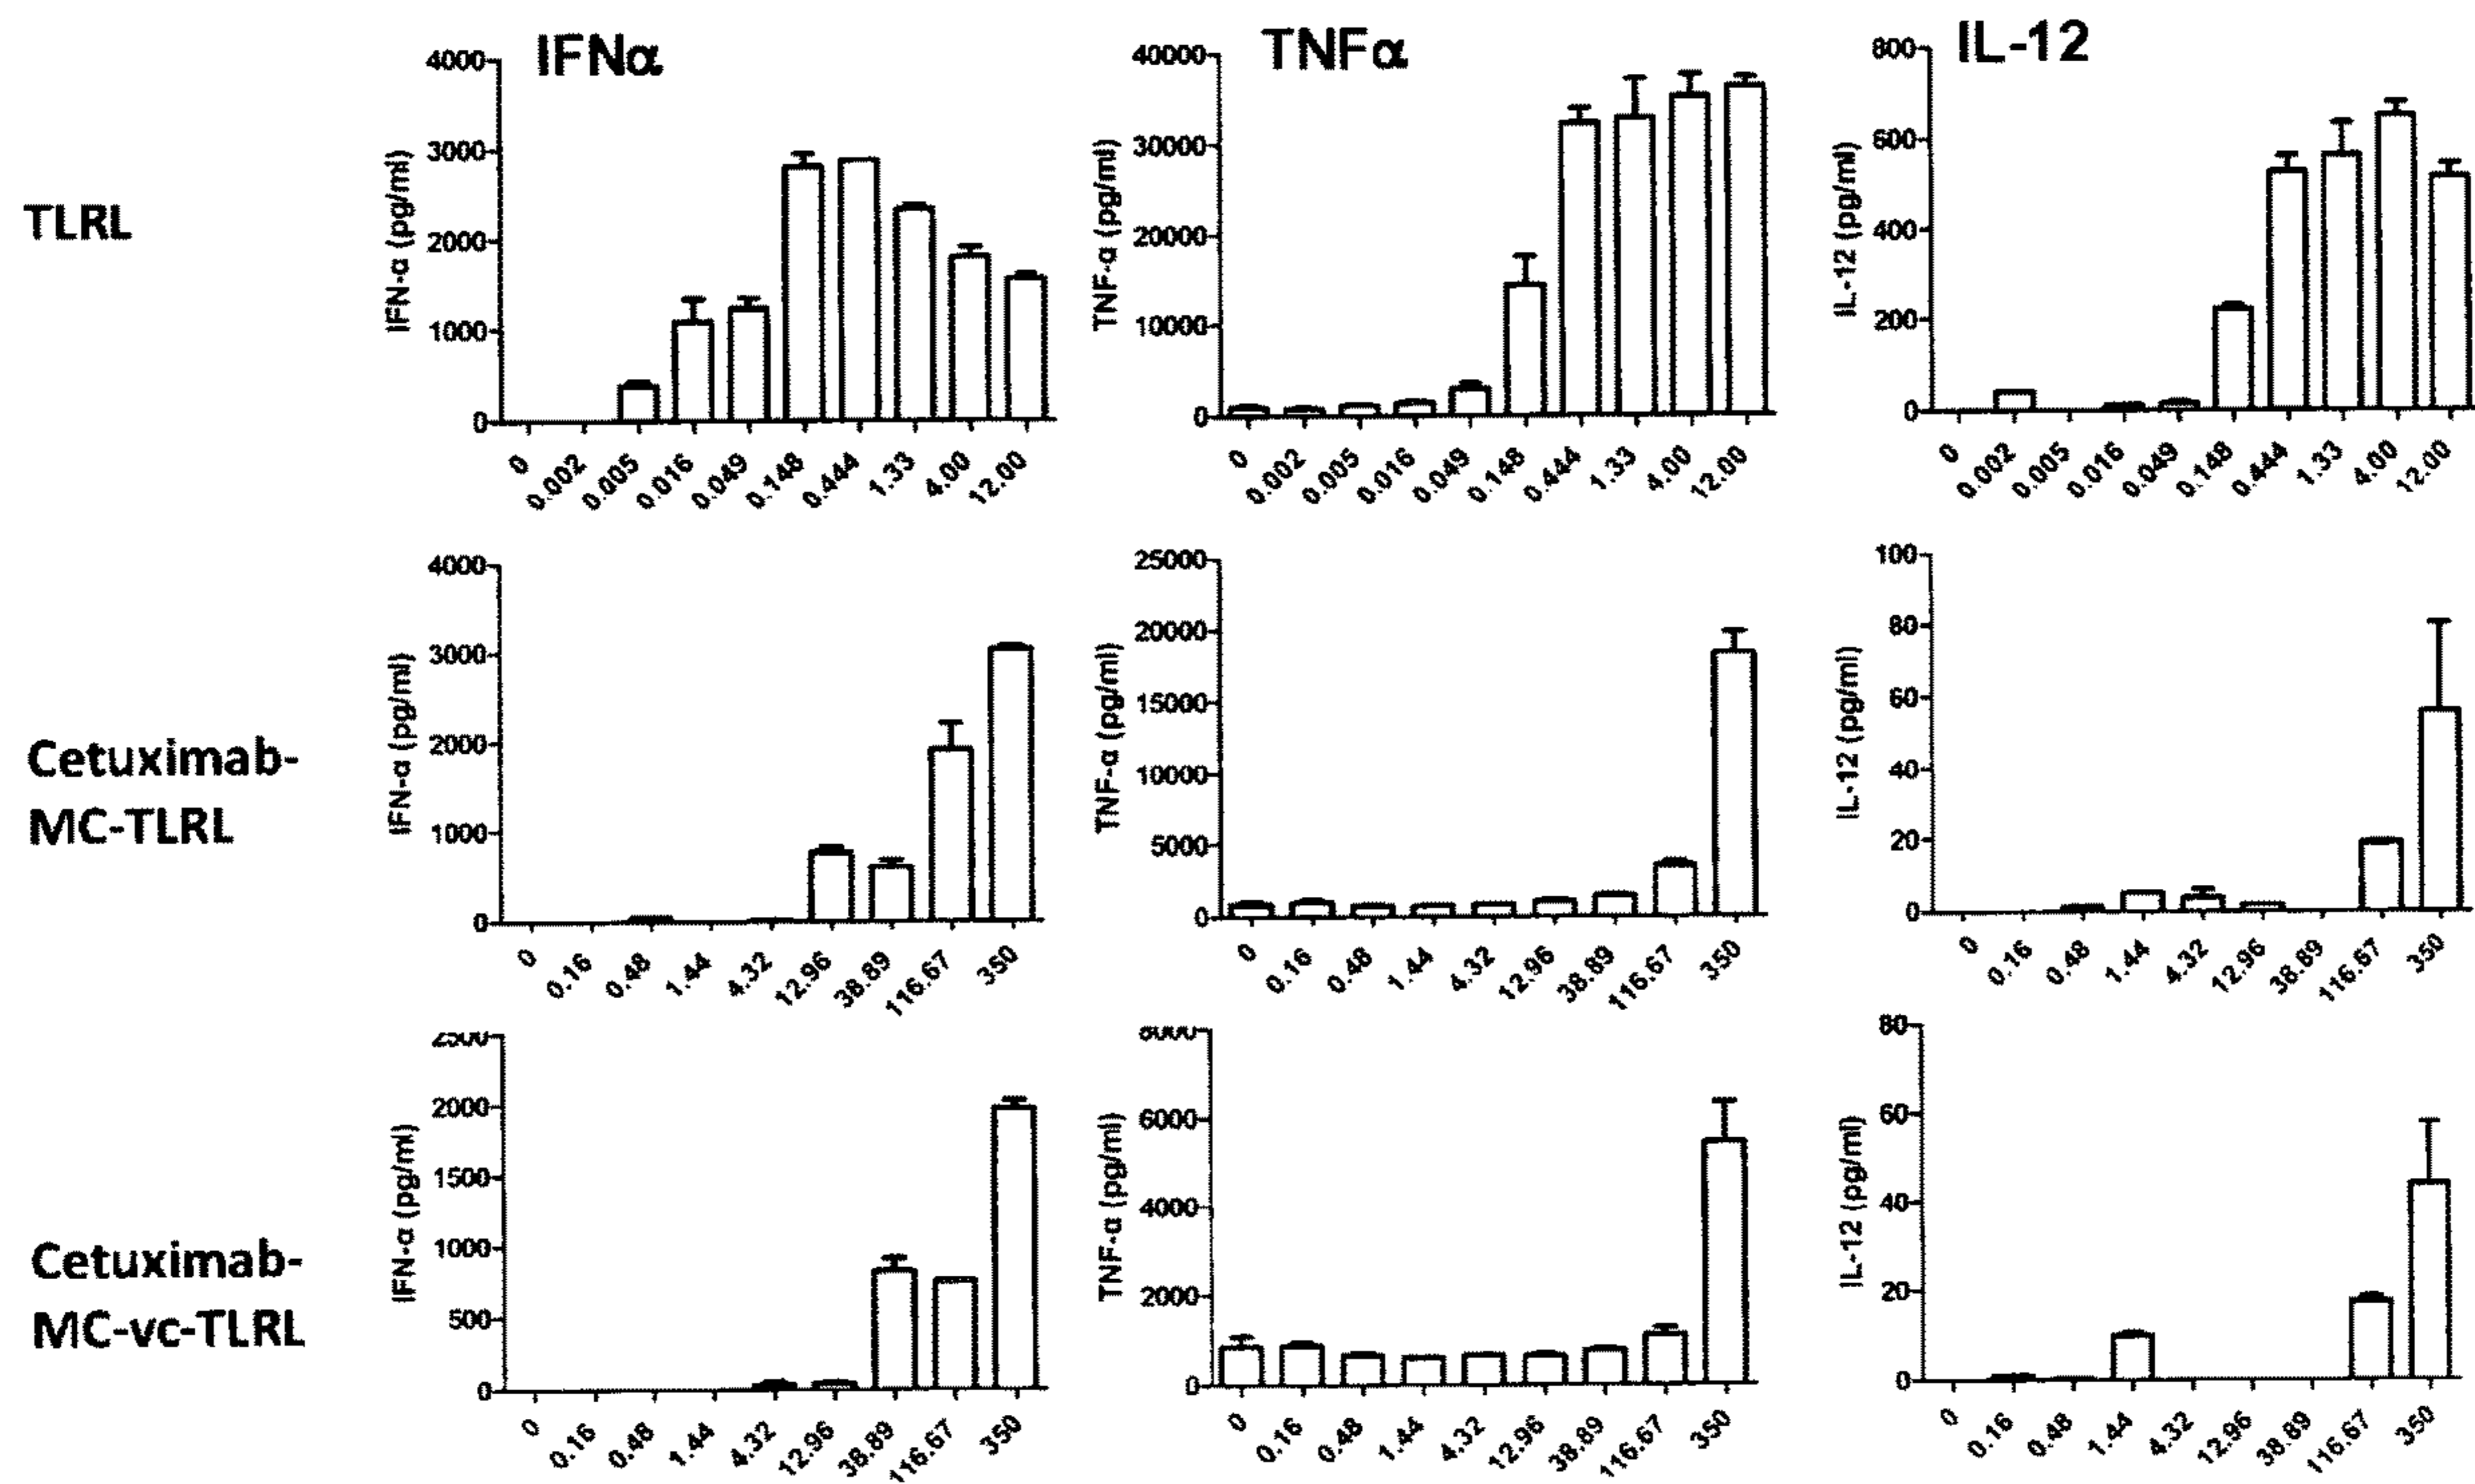 IFNα
TNFα
IL-12
TLRL
IFN-α (pg/ml)
4000
3000
2000
1000
0
0 0.002 0.005 0.016 0.049 0.148 0.444 1.33 4.00 12.00
TNF-α (pg/ml)
40000
30000
20000
10000
0
0 0.002 0.005 0.016 0.049 0.148 0.444 1.33 4.00 12.00
IL-12 (pg/ml)
800
600
400
200
0
0 0.002 0.005 0.016 0.049 0.148 0.444 1.33 4.00 12.00
Cetuximab-
MC-TLRL
IFN-α (pg/ml)
4000
3000
2000
1000
0
0 0.16 0.48 1.44 4.32 12.96 38.89 116.67 350
TNF-α (pg/ml)
25000
20000
15000
10000
5000
0
0 0.16 0.48 1.44 4.32 12.96 38.89 116.67 350
IL-12 (pg/ml)
100
80
60
40
20
0
0 0.16 0.48 1.44 4.32 12.96 38.89 116.67 350
Cetuximab-
MC-vc-TLRL
IFN-α (pg/ml)
2500
2000
1500
1000
500
0
0 0.16 0.48 1.44 4.32 12.96 38.89 116.67 350
TNF-α (pg/ml)
8000
6000
4000
2000
0
0 0.16 0.48 1.44 4.32 12.96 38.89 116.67 350
IL-12 (pg/ml)
80
60
40
20
0
0 0.16 0.48 1.44 4.32 12.96 38.89 116.67 350